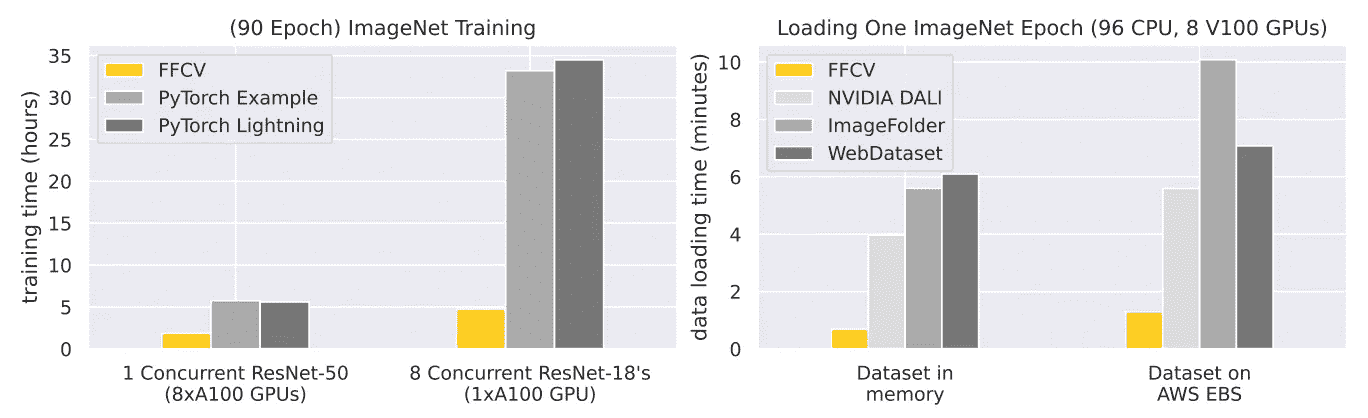 (90 Epoch) ImageNet Training
training time (hours)
35
30
25
20
15
10
5
0
FFCV
PyTorch Example
PyTorch Lightning
1 Concurrent ResNet-50
(8xA100 GPUs)
8 Concurrent ResNet-18's
(1xA100 GPU)
Loading One ImageNet Epoch (96 CPU, 8 V100 GPUs)
data loading time (minutes)
10
8
6
4
2
0
FFCV
NVIDIA DALI
ImageFolder
WebDataset
Dataset in
memory
Dataset on
AWS EBS